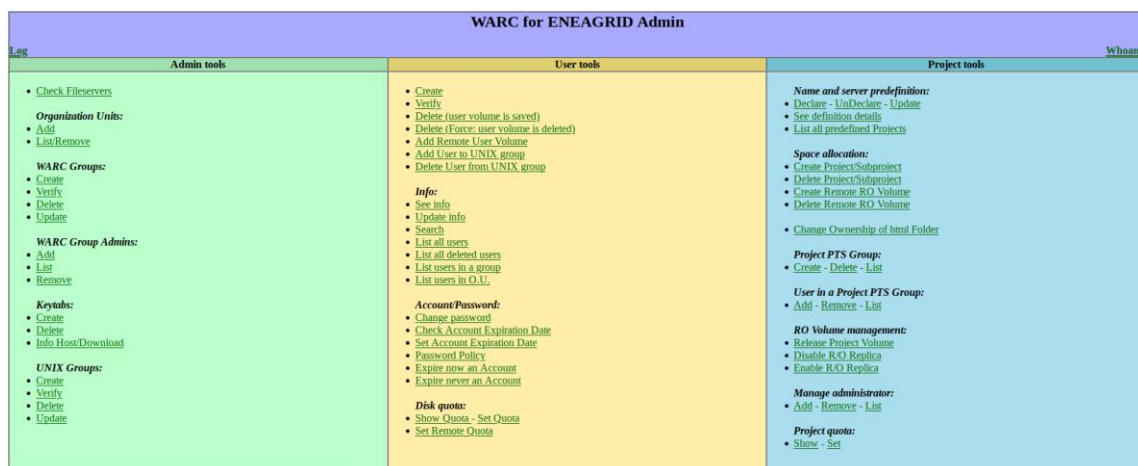 WARC for ENEAGRID Admin
Log
Whoam
Admin tools
Check Fileservers
Organization Units:
Add
List/Remove
WARC Groups:
Create
Verify
Delete
Update
WARC Group Admins:
Add
List
Remove
Keytabs:
Create
Delete
Info Host/Download
UNIX Groups:
Create
Verify
Delete
Update
User tools
Create
Verify
Delete (user volume is saved)
Delete (Force: user volume is deleted)
Add Remote User Volume
Add User to UNIX group
Delete User from UNIX group
Info:
See info
Update info
Search
List all users
List all deleted users
List users in a group
List users in O.U.
Account/Password:
Change password
Check Account Expiration Date
Set Account Expiration Date
Password Policy
Expire now an Account
Expire never an Account
Disk quota:
Show Quota - Set Quota
Set Remote Quota
Project tools
Name and server predefinition:
Declare - UnDeclare - Update
See definition details
List all predefined Projects
Space allocation:
Create Project/Subproject
Delete Project/Subproject
Create Remote RO Volume
Delete Remote RO Volume
Change Ownership of html Folder
Project PTS Group:
Create - Delete - List
User in a Project PTS Group:
Add - Remove - List
RO Volume management:
Release Project Volume
Disable R/O Replica
Enable R/O Replica
Manage administrator:
Add - Remove - List
Project quota:
Show - Set